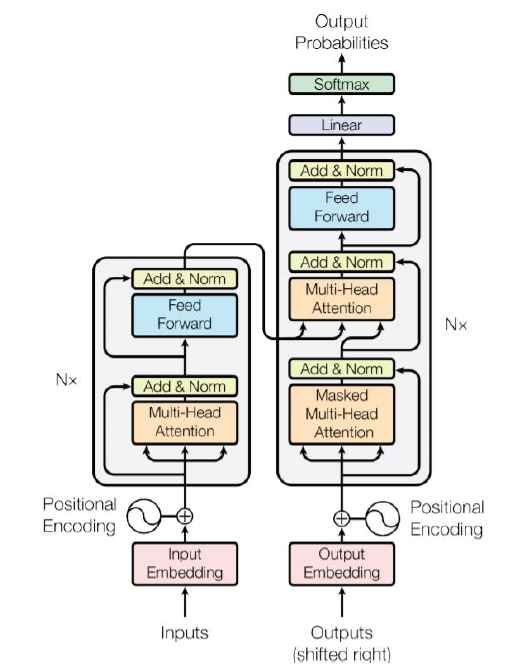 Output
Probabilities
Softmax
Linear
Add & Norm
Feed
Forward
Add & Norm
Multi-Head
Attention
Add & Norm
Masked
Multi-Head
Attention
Nx
Add & Norm
Feed
Forward
Add & Norm
Multi-Head
Attention
Nx
Positional
Encoding
Positional
Encoding
Input
Embedding
Output
Embedding
Inputs
Outputs
(shifted right)